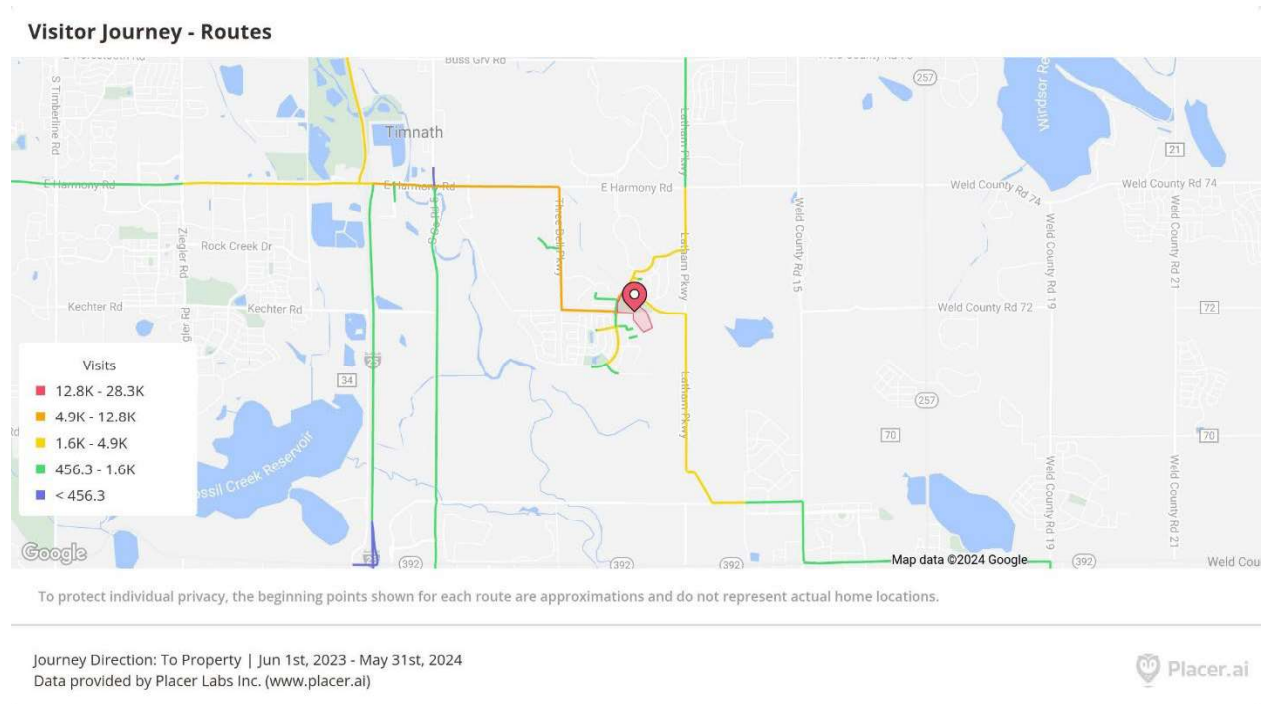 Visitor Journey - Routes
Buss Grv Rd
257
Windsor Re
S Timberline Rd
Timnath
Latham Pkwy
21
E Harmony Rd
E Harmony Rd
E Harmony Rd
Weld County Rd 74
Weld County Rd 74
Three Bell Pkwy
Ziegler Rd
Rock Creek Dr
Latham Pkwy
Weld County Rd 15
Weld County Rd 19
Weld County Rd 21
Kechter Rd
Kechter Rd
Weld County Rd 72
72
gler Rd
25
34
Latham Pkwy
257
70
70
Visits
12.8K - 28.3K
4.9K - 12.8K
1.6K - 4.9K
456.3 - 1.6K
< 456.3
ossil Creek Reservoir
Weld County Rd 19
Weld County Rd 21
Google
392
392
392
Map data ©2024 Google
392
Weld Cou
To protect individual privacy, the beginning points shown for each route are approximations and do not represent actual home locations.
Journey Direction: To Property | Jun 1st, 2023 - May 31st, 2024
Data provided by Placer Labs Inc. (www.placer.ai)
Placer.ai